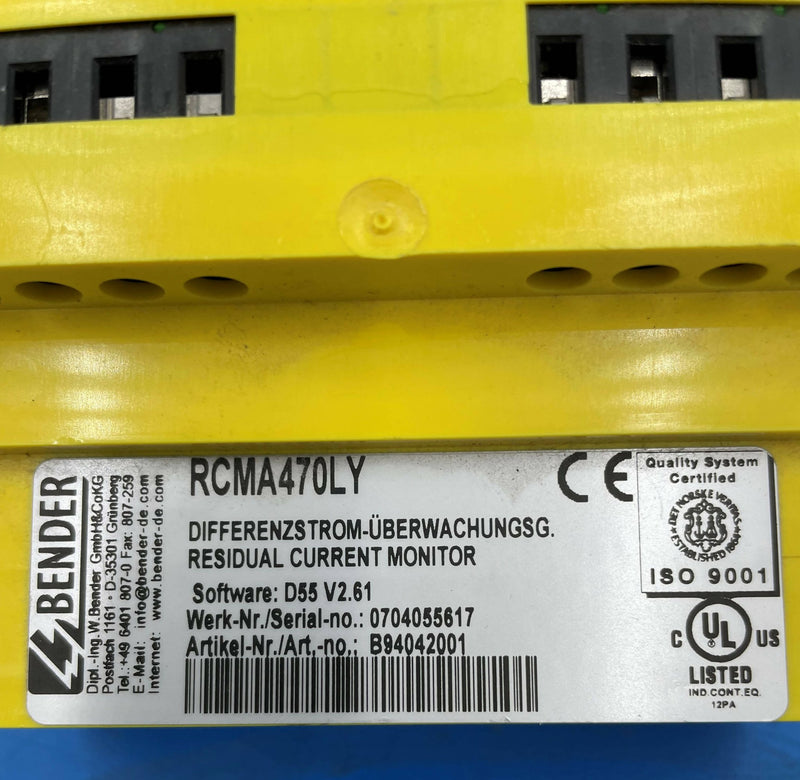 BENDER
Dipl.-Ing.W.Bender GmbH&CoKG
Postfach 1161 • D-35301 Grünberg
Tel.:+49 6401 807-0 Fax: 807-259
E-Mail: info@bender-de.com
Internet: www.bender-de.com
RCMA470LY
DIFFERENZSTROM-ÜBERWACHUNGSG.
RESIDUAL CURRENT MONITOR
Software: D55 V2.61
Werk-Nr./Serial-no.: 0704055617
Artikel-Nr./Art.-no.: B94042001
CE
Quality System
Certified
DET NORSKE VERITAS
ESTABLISHED 1864
ISO 9001
C UL US
LISTED
IND.CONT.EQ.
12PA